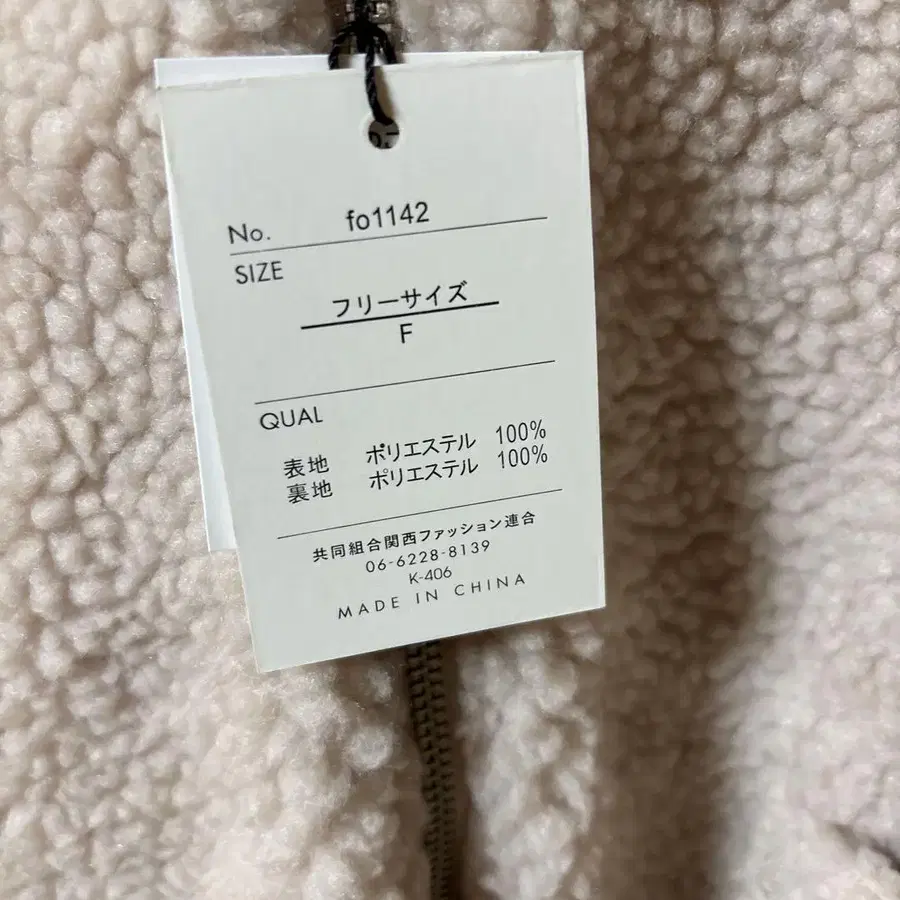 No. fo1142
SIZE
フリーサイズ
F
QUAL
表地 ポリエステル 100%
裏地 ポリエステル 100%
共同組合関西ファッション連合
06-6228-8139
K-406
MADE IN CHINA